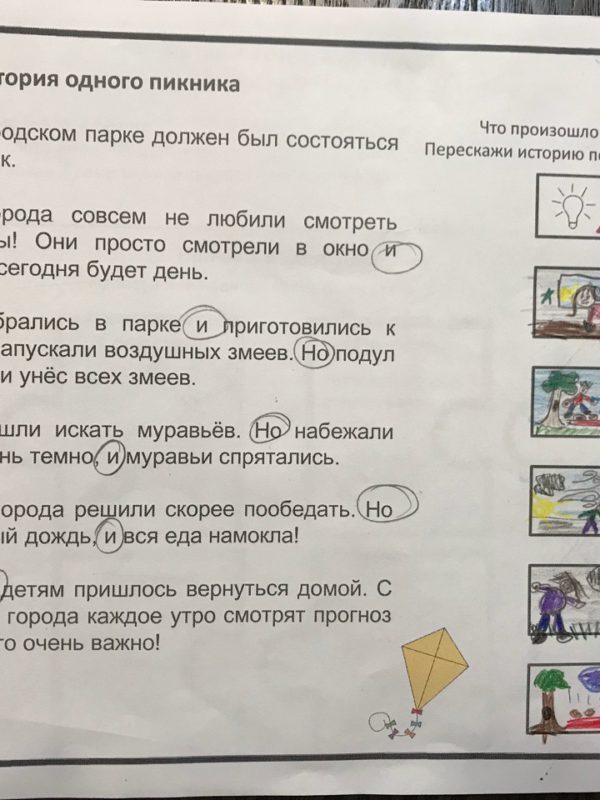 тория одного пикника
одском парке должен был состояться
к.
орода совсем не любили смотреть
ы! Они просто смотрели в окно и
сегодня будет день.
брались в парке и приготовились к
апускали воздушных змеев. Но подул
и унёс всех змеев.
шли искать муравьёв. Но набежали
нь темно, и муравьи спрятались.
орода решили скорее пообедать. Но
ый дождь, и вся еда намокла!
детям пришлось вернуться домой. С
города каждое утро смотрят прогноз
то очень важно!
Что произошло
Перескажи историю по